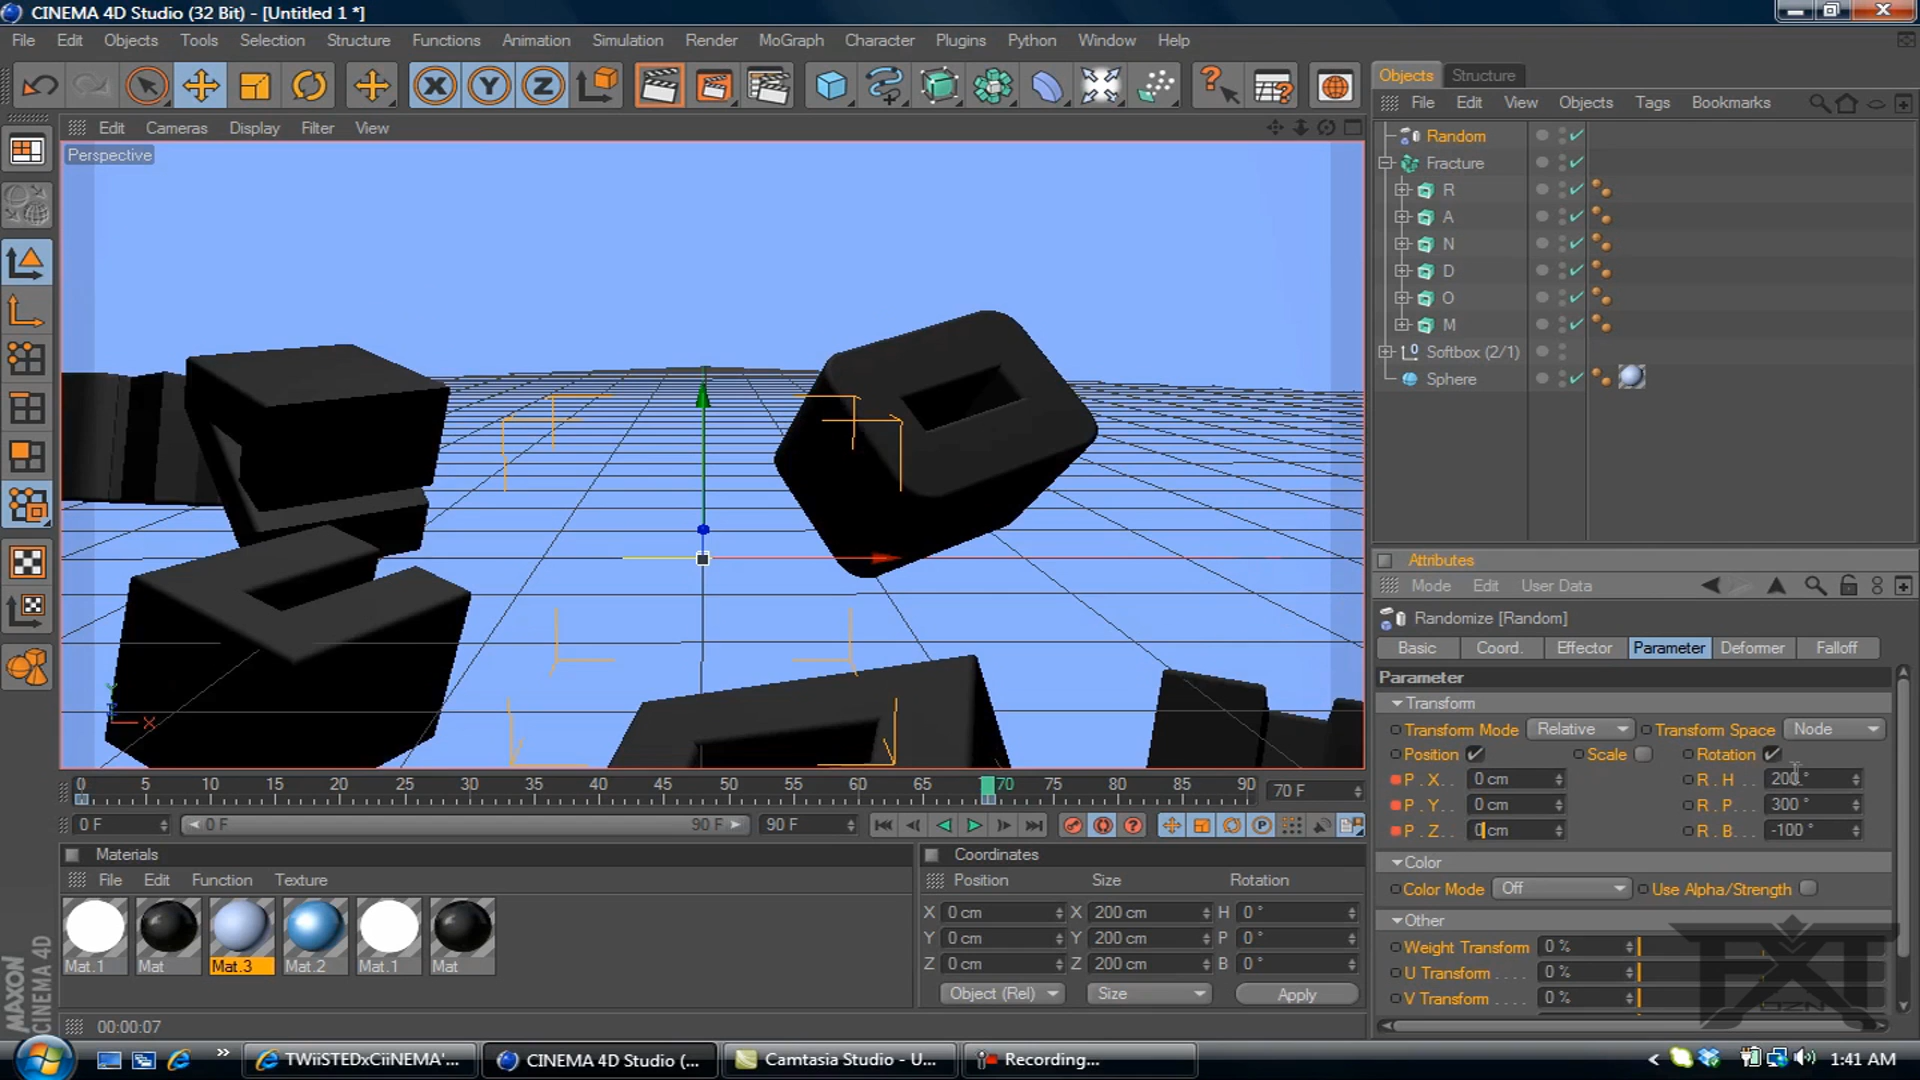 CINEMA 4D Studio (32 Bit) - [Untitled 1 *]
File Edit Objects Tools Selection Structure Functions Animation Simulation Render MoGraph Character Plugins Python Window Help
X Y Z
Edit Cameras Display Filter View
Perspective
Y
Z
X
0 5 10 15 20 25 30 35 40 45 50 55 60 65 70 75 80 85 90
70 F
0 F 0 F 90 F 90 F
Materials
File Edit Function Texture
Mat.1 Mat Mat.3 Mat.2 Mat.1 Mat
00:00:07
MAXON
CINEMA 4D
Coordinates
Position Size Rotation
X 0 cm X 200 cm H 0 °
Y 0 cm Y 200 cm P 0 °
Z 0 cm Z 200 cm B 0 °
Object (Rel) Size Apply
Objects Structure
File Edit View Objects Tags Bookmarks
Random
Fracture
R
A
N
D
O
M
Softbox (2/1)
Sphere
Attributes
Mode Edit User Data
Randomize [Random]
Basic Coord. Effector Parameter Deformer Falloff
Parameter
Transform
Transform Mode Relative Transform Space Node
Position Scale Rotation
P . X . . 0 cm R . H . . . 200 °
P . Y . . 0 cm R . P . . . 300 °
P . Z . . 0 cm R . B . . . -100 °
Color
Color Mode Off Use Alpha/Strength
Other
Weight Transform 0 %
U Transform . . . . 0 %
V Transform . . . . 0 %
FXT
TWiiSTEDxCiiNEMA'... CINEMA 4D Studio (... Camtasia Studio - U... Recording... 1:41 AM